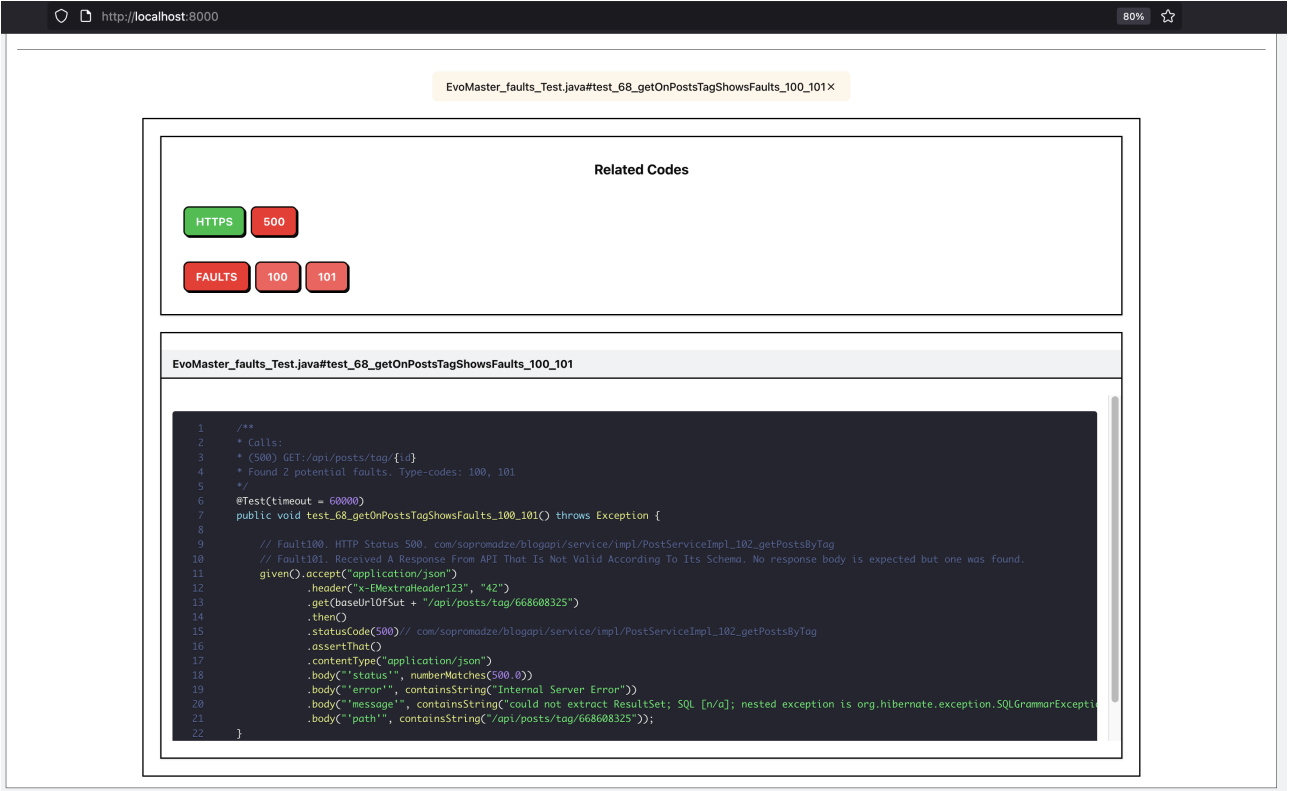 http://localhost:8000
80%
EvoMaster_faults_Test.java#test_68_getOnPostsTagShowsFaults_100_101×
Related Codes
HTTPS 500
FAULTS 100 101
EvoMaster_faults_Test.java#test_68_getOnPostsTagShowsFaults_100_101
1 /**
2 * Calls:
3 * (500) GET:/api/posts/tag/{id}
4 * Found 2 potential faults. Type-codes: 100, 101
5 */
6 @Test(timeout = 60000)
7 public void test_68_getOnPostsTagShowsFaults_100_101() throws Exception {
8
9 // Fault100. HTTP Status 500. com/sopromadze/blogapi/service/impl/PostServiceImpl_102_getPostsByTag
10 // Fault101. Received A Response From API That Is Not Valid According To Its Schema. No response body is expected but one was found.
11 given().accept("application/json")
12 .header("x-EMextraHeader123", "42")
13 .get(baseUrlOfSut + "/api/posts/tag/668608325")
14 .then()
15 .statusCode(500)// com/sopromadze/blogapi/service/impl/PostServiceImpl_102_getPostsByTag
16 .assertThat()
17 .contentType("application/json")
18 .body("'status'", numberMatches(500.0))
19 .body("'error'", containsString("Internal Server Error"))
20 .body("'message'", containsString("could not extract ResultSet; SQL [n/a]; nested exception is org.hibernate.exception.SQLGrammarExcepti
21 .body("'path'", containsString("/api/posts/tag/668608325"));
22 }